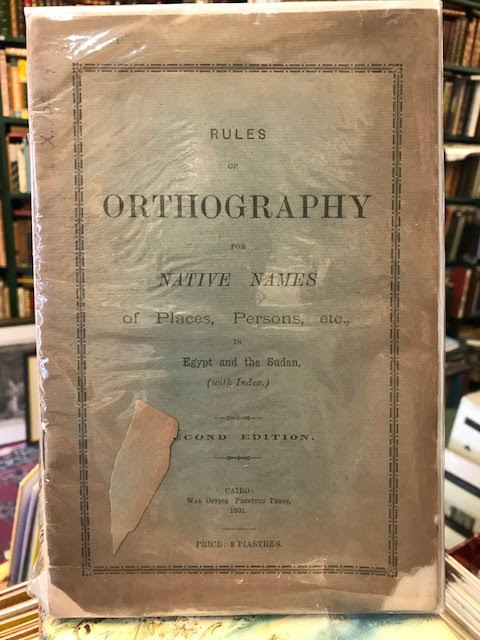 RULES
OF
ORTHOGRAPHY
FOR
NATIVE NAMES
of Places, Persons, etc.,
IN
Egypt and the Sudan,
(with Index.)
ECOND EDITION.
CAIRO:
WAR OFFICE PRINTING PRESS,
1901.
PRICE: 3 PIASTRES.